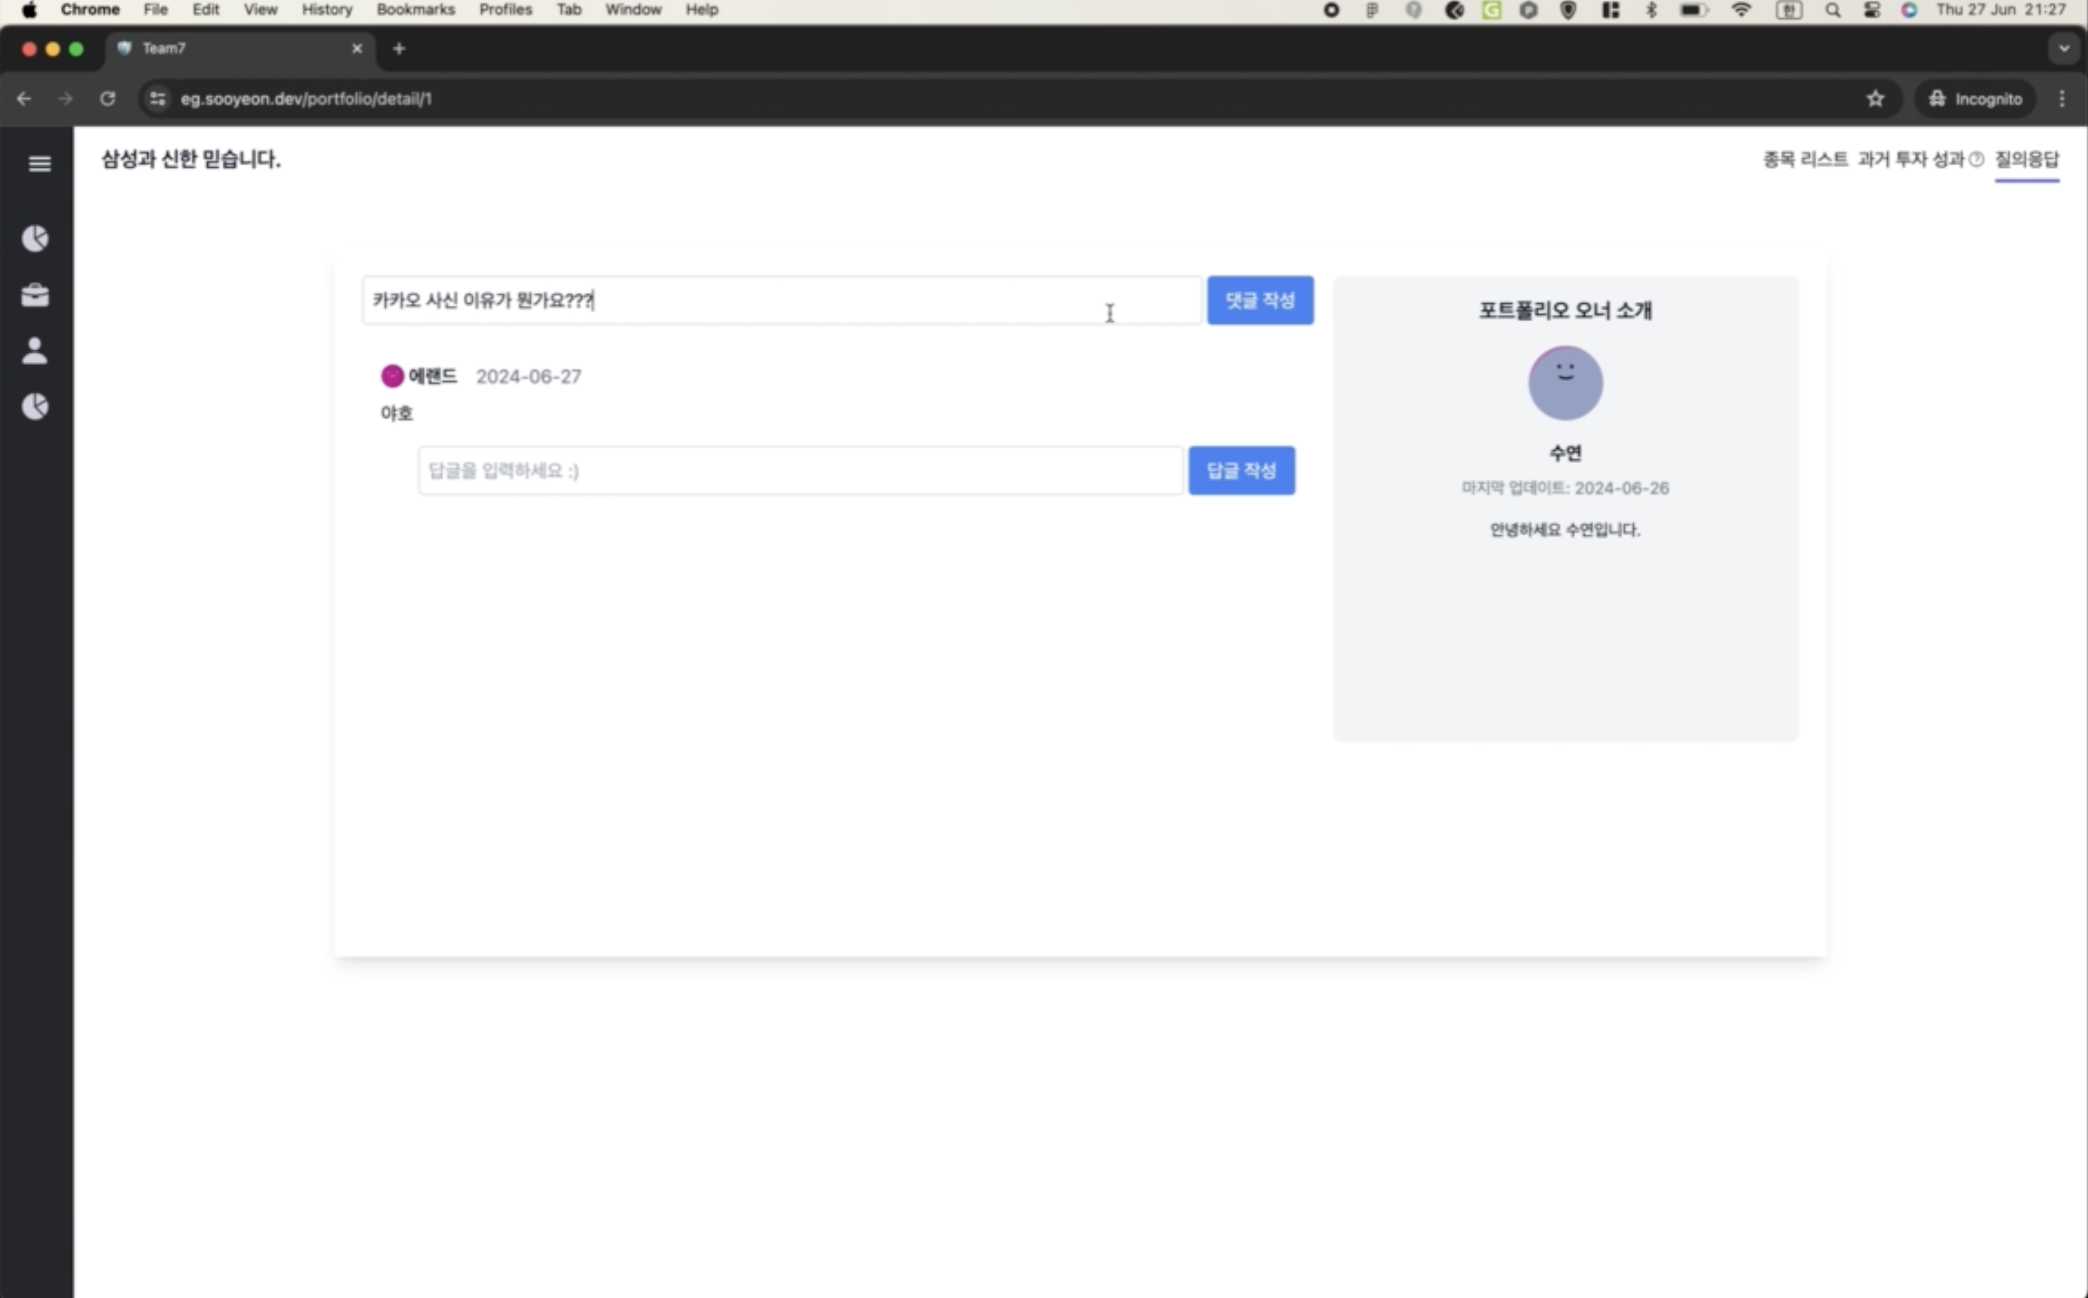 Chrome File Edit View History Bookmarks Profiles Tab Window Help 한 Thu 27 Jun 21:27
Team7
eg.sooyeon.dev/portfolio/detail/1 Incognito
삼성과 신한 믿습니다. 종목 리스트 과거 투자 성과 ? 질의응답
카카오 사신 이유가 뭔가요??? 댓글 작성
에랜드 2024-06-27
야호
답글을 입력하세요 :) 답글 작성
포트폴리오 오너 소개
수연
마지막 업데이트: 2024-06-26
안녕하세요 수연입니다.